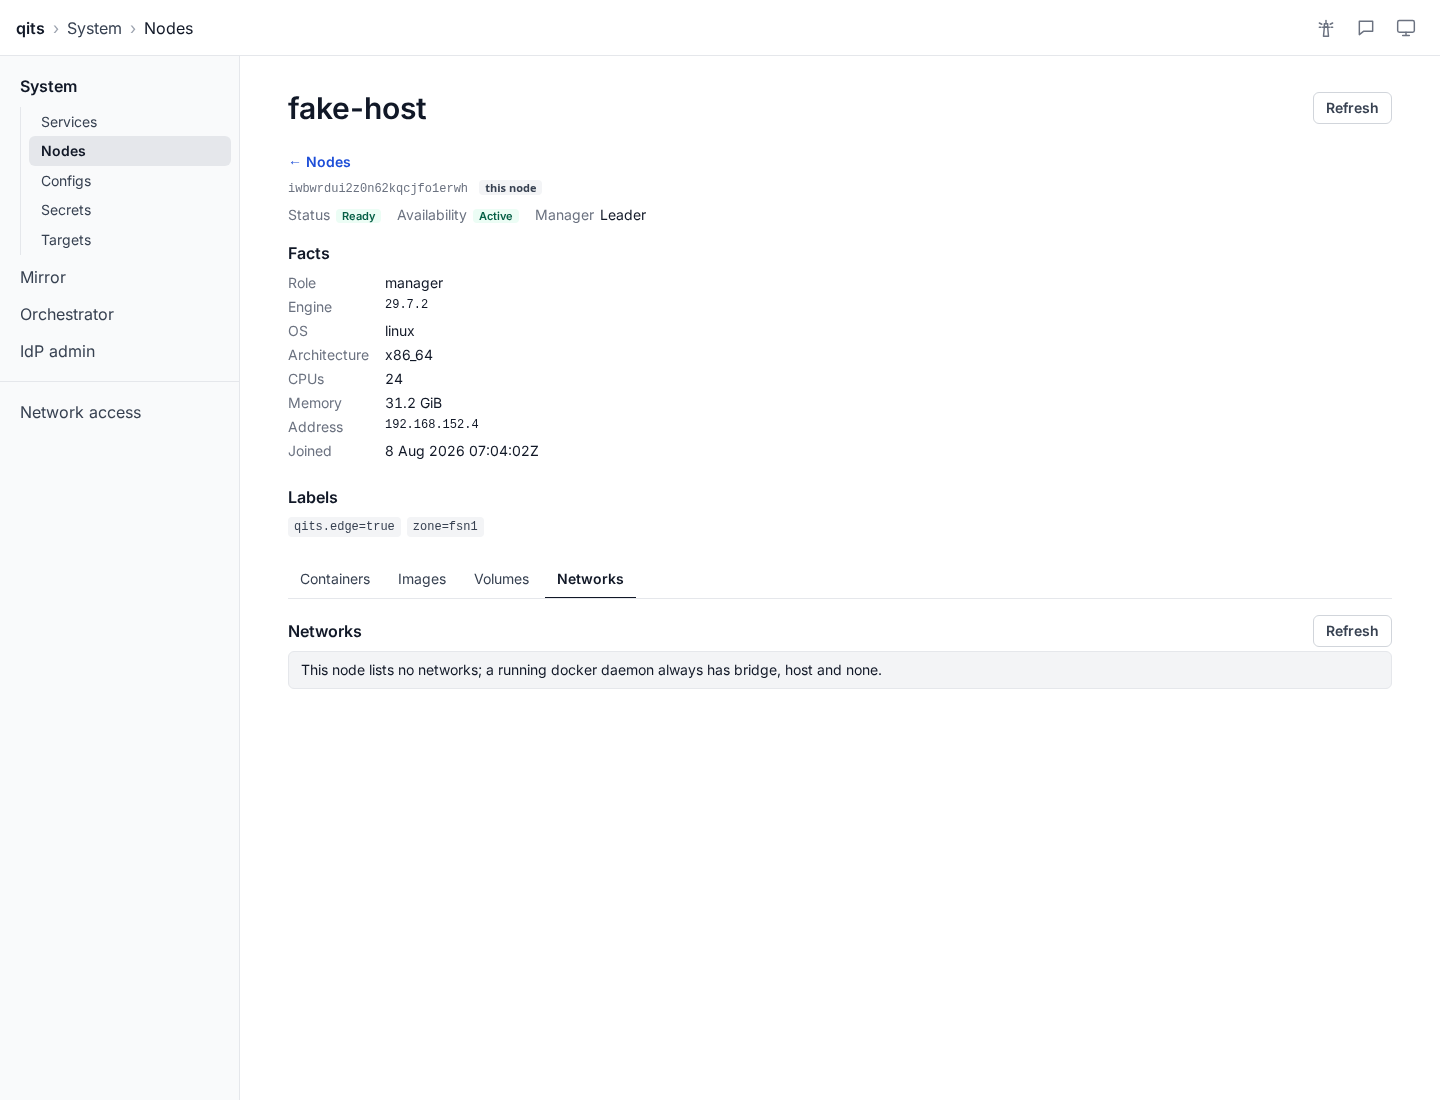 qits › System › Nodes
System
Services
Nodes
Configs
Secrets
Targets
Mirror
Orchestrator
IdP admin
Network access
fake-host
Refresh
← Nodes
iwbwrdui2z0n62kqcjfo1erwh this node
Status Ready Availability Active Manager Leader
Facts
Role manager
Engine 29.7.2
OS linux
Architecture x86_64
CPUs 24
Memory 31.2 GiB
Address 192.168.152.4
Joined 8 Aug 2026 07:04:02Z
Labels
qits.edge=true zone=fsn1
Containers Images Volumes Networks
Networks Refresh
This node lists no networks; a running docker daemon always has bridge, host and none.